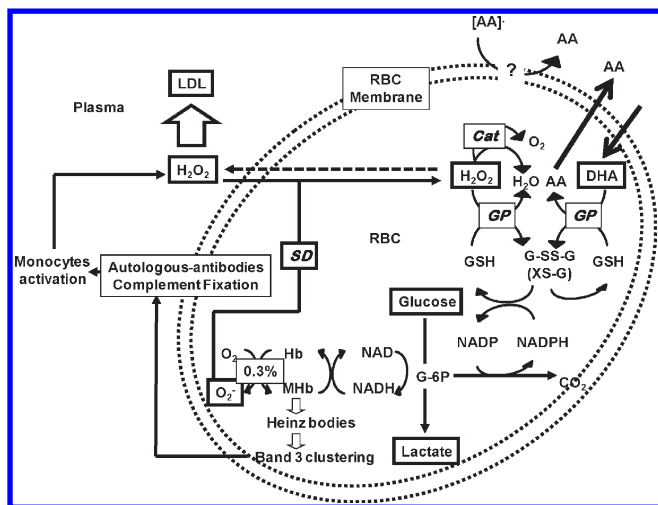 [AA]·
AA
?
AA
LDL
RBC
Membrane
Plasma
Cat
O₂
H₂O₂
H₂O₂
H₂O AA
DHA
GP
GP
RBC
SD
Monocytes
activation
Autologous-antibodies
Complement Fixation
GSH
G-SS-G
(XS-G)
GSH
Glucose
NADP
NADPH
O₂
Hb
NAD
0.3%
O₂⁻
MHb
NADH
G-6P
CO₂
Heinz bodies
Band 3 clustering
Lactate